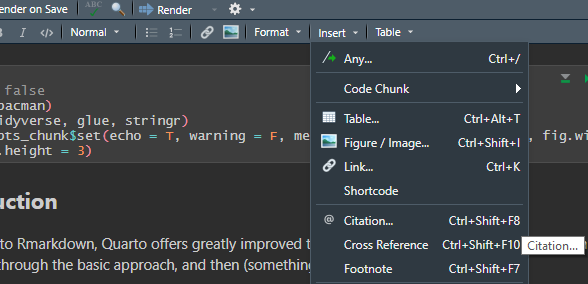 ender on Save ABC Render
B I Normal Format Insert Table
Any... Ctrl+/
false
Code Chunk
pacman)
idyverse, glue, stringr)
Table... Ctrl+Alt+T
pts_chunk$set(echo = T, warning = F, me
Figure / Image... Ctrl+Shift+I
, fig.wi
.height = 3)
Link... Ctrl+K
Shortcode
uction
Citation... Ctrl+Shift+F8
to Rmarkdown, Quarto offers greatly improved t
Cross Reference Ctrl+Shift+F10
Citation...
through the basic approach, and then (something
Footnote Ctrl+Shift+F7